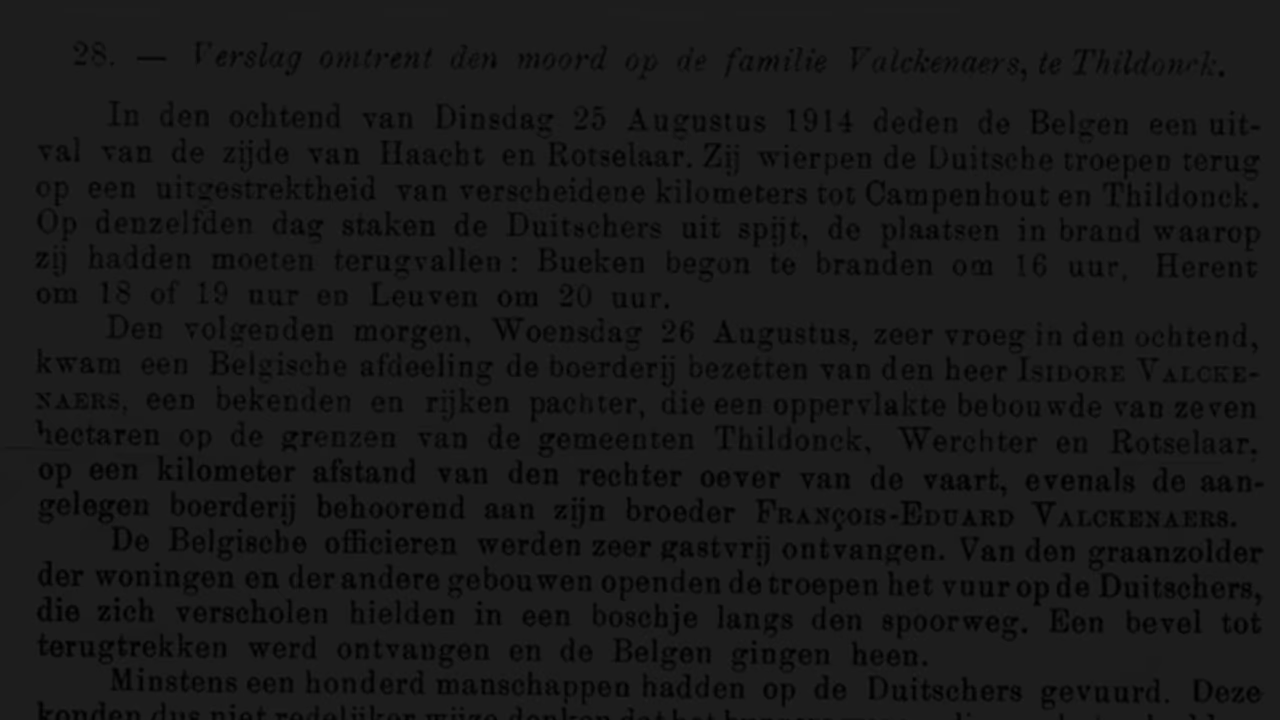 28. — Verslag omtrent den moord op de familie Valckenaers, te Thildonck.
In den ochtend van Dinsdag 25 Augustus 1914 deden de Belgen een uit-
val van de zijde van Haacht en Rotselaar. Zij wierpen de Duitsche troepen terug
op een uitgestrektheid van verscheidene kilometers tot Campenhout en Thildonck.
Op denzelfden dag staken de Duitschers uit spijt, de plaatsen in brand waarop
zij hadden moeten terugvallen: Bueken begon te branden om 16 uur, Herent
om 18 of 19 uur en Leuven om 20 uur.
Den volgenden morgen, Woensdag 26 Augustus, zeer vroeg in den ochtend,
kwam een Belgische afdeeling de boerderij bezetten van den heer ISIDORE VALCKE-
NAERS, een bekenden en rijken pachter, die een oppervlakte bebouwde van zeven
hectaren op de grenzen van de gemeenten Thildonck, Werchter en Rotselaar,
op een kilometer afstand van den rechter oever van de vaart, evenals de aan-
gelegen boerderij behoorend aan zijn broeder FRANÇOIS-EDUARD VALCKENAERS.
De Belgische officieren werden zeer gastvrij ontvangen. Van den graanzolder
der woningen en der andere gebouwen openden de troepen het vuur op de Duitschers,
die zich verscholen hielden in een boschje langs den spoorweg. Een bevel tot
terugtrekken werd ontvangen en de Belgen gingen heen.
Minstens een honderd manschappen hadden op de Duitschers gevuurd. Deze
konden dus niet redelijker wijze denken dat het